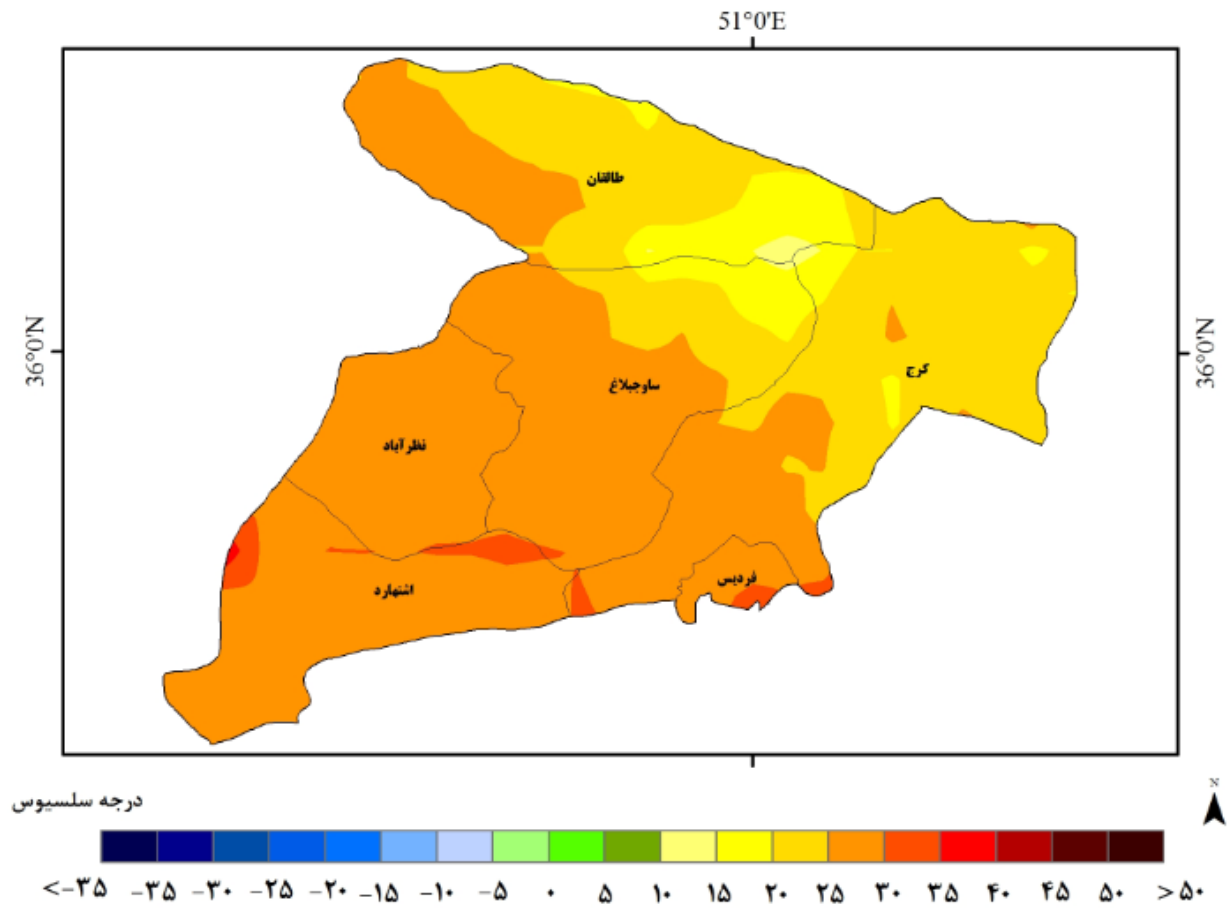 51°0'E
طالقان
36°0'N
36°0'N
کرج
ساوجبلاغ
نظرآباد
فردیس
اشتهارد
درجه سلسیوس
N
<-۳۵ -۳۵ -۳۰ -۲۵ -۲۰ -۱۵ -۱۰ -۵ ۰ ۵ ۱۰ ۱۵ ۲۰ ۲۵ ۳۰ ۳۵ ۴۰ ۴۵ ۵۰ >۵۰